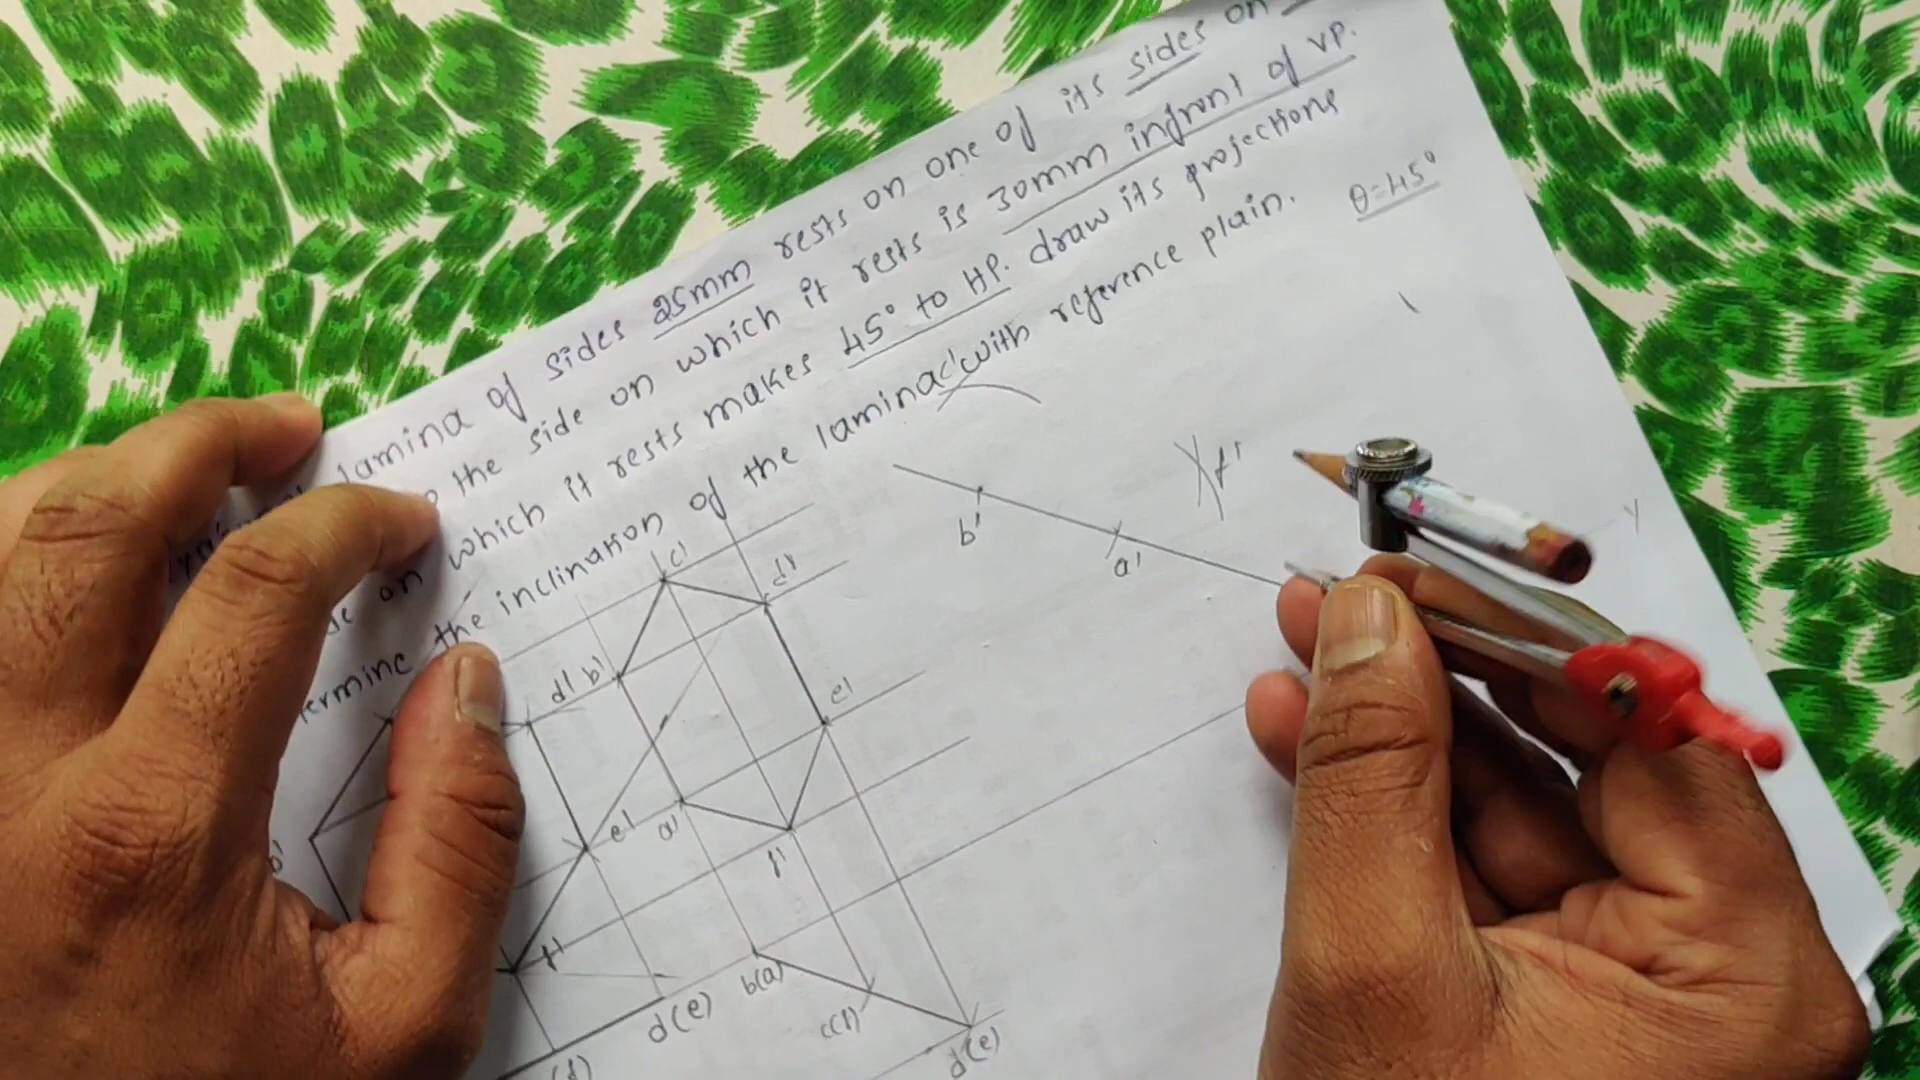 lamina of sides 25mm rests on one of its sides on
the side on which it rests is 30mm infront of VP.
on which it rests makes 45° to HP. draw its projections
ermine the inclination of the lamina with reference plain.
θ=45°
c'
b'
a'
f'
Y
c'
d'
d' b'
e'
e' a'
f'
b'
f'
b(a)
d(e)
c(f)
d(e)
(d)